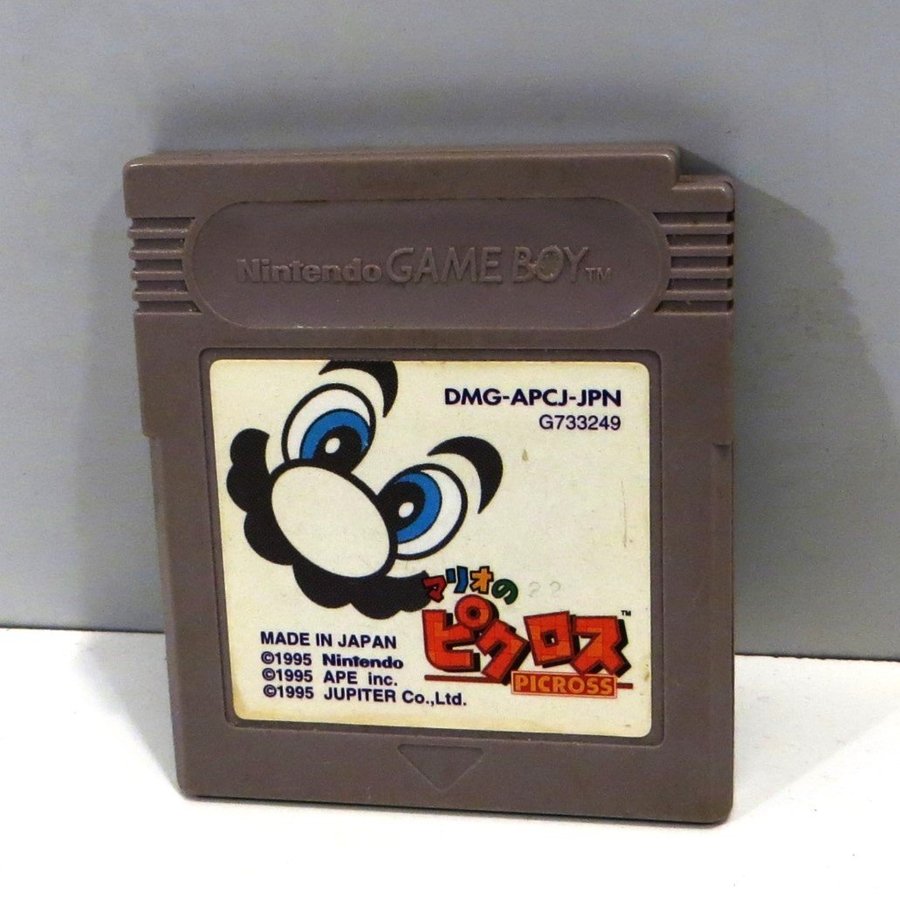 Nintendo GAME BOY™
DMG-APCJ-JPN
G733249
マリオの
ピクロス™
PICROSS
MADE IN JAPAN
©1995 Nintendo
©1995 APE inc.
©1995 JUPITER Co.,Ltd.